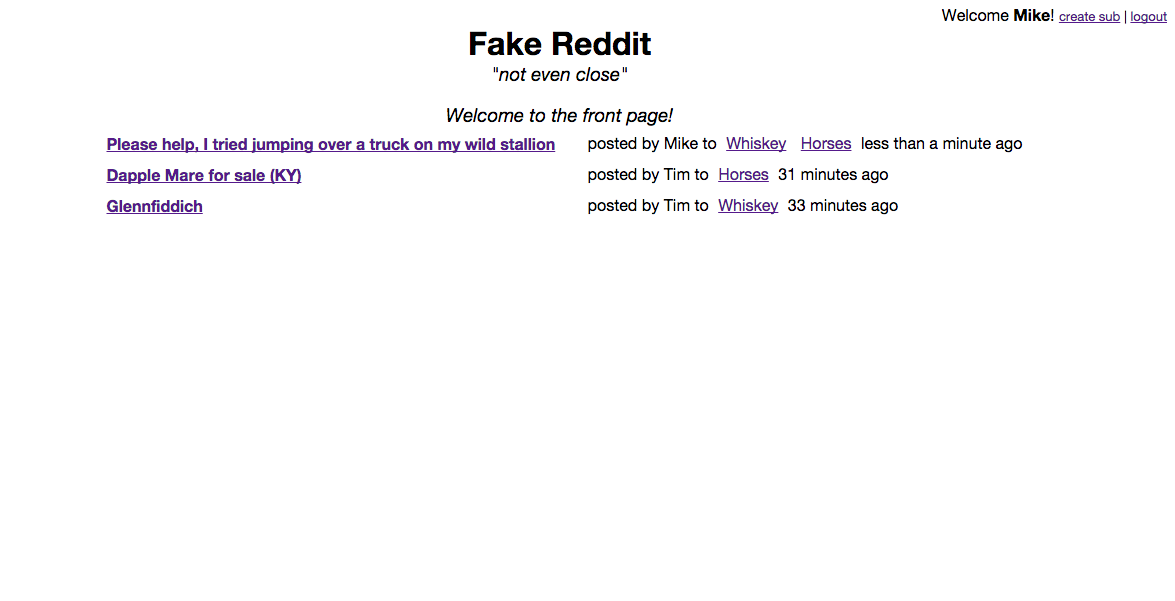 Welcome Mike! create sub | logout
Fake Reddit
"not even close"
Welcome to the front page!
Please help, I tried jumping over a truck on my wild stallion posted by Mike to Whiskey Horses less than a minute ago
Dapple Mare for sale (KY) posted by Tim to Horses 31 minutes ago
Glennfiddich posted by Tim to Whiskey 33 minutes ago